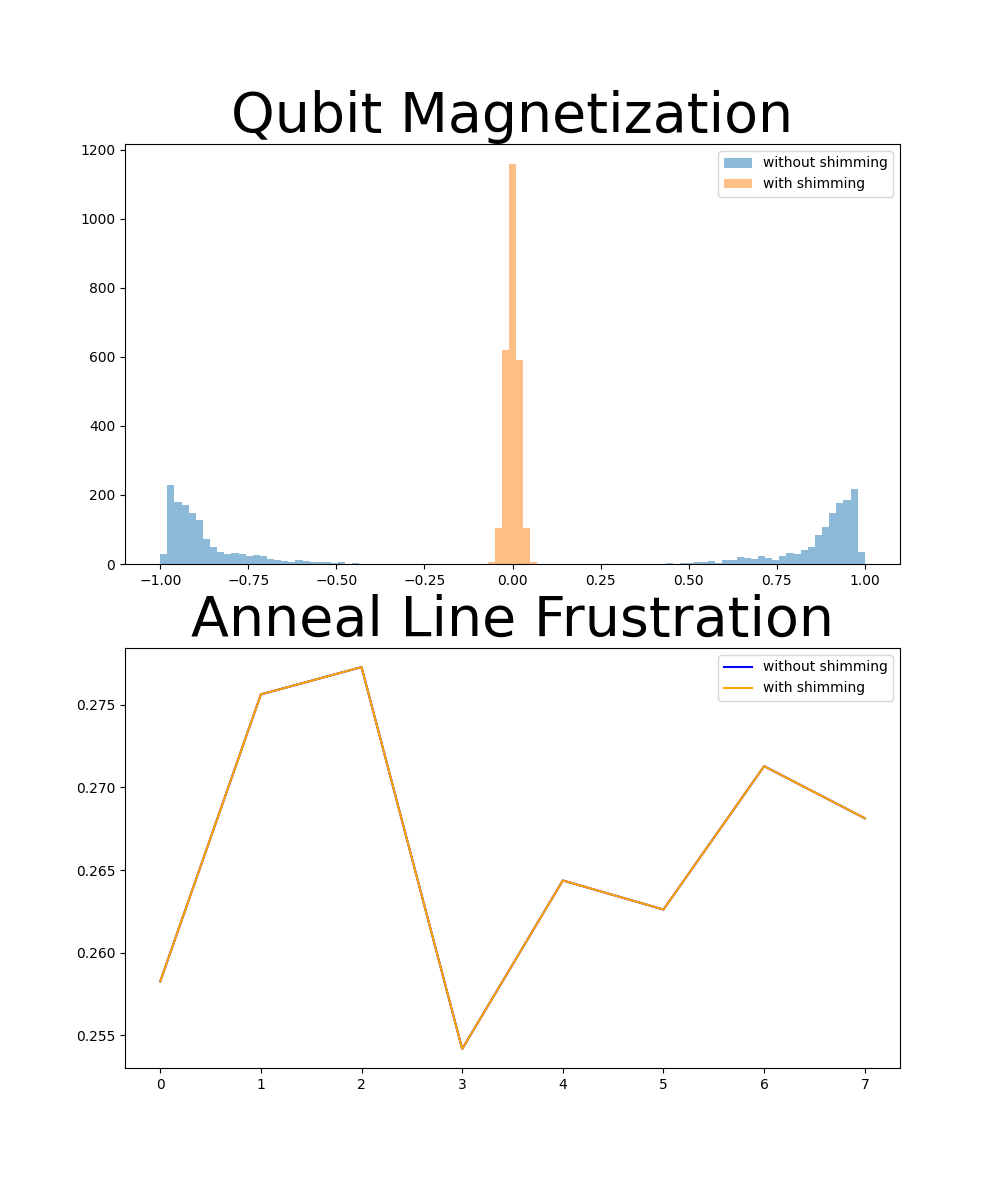 Qubit Magnetization
1200
1000
800
600
400
200
0
without shimming
with shimming
−1.00 −0.75 −0.50 −0.25 0.00 0.25 0.50 0.75 1.00
Anneal Line Frustration
0.275
0.270
0.265
0.260
0.255
without shimming
with shimming
0 1 2 3 4 5 6 7